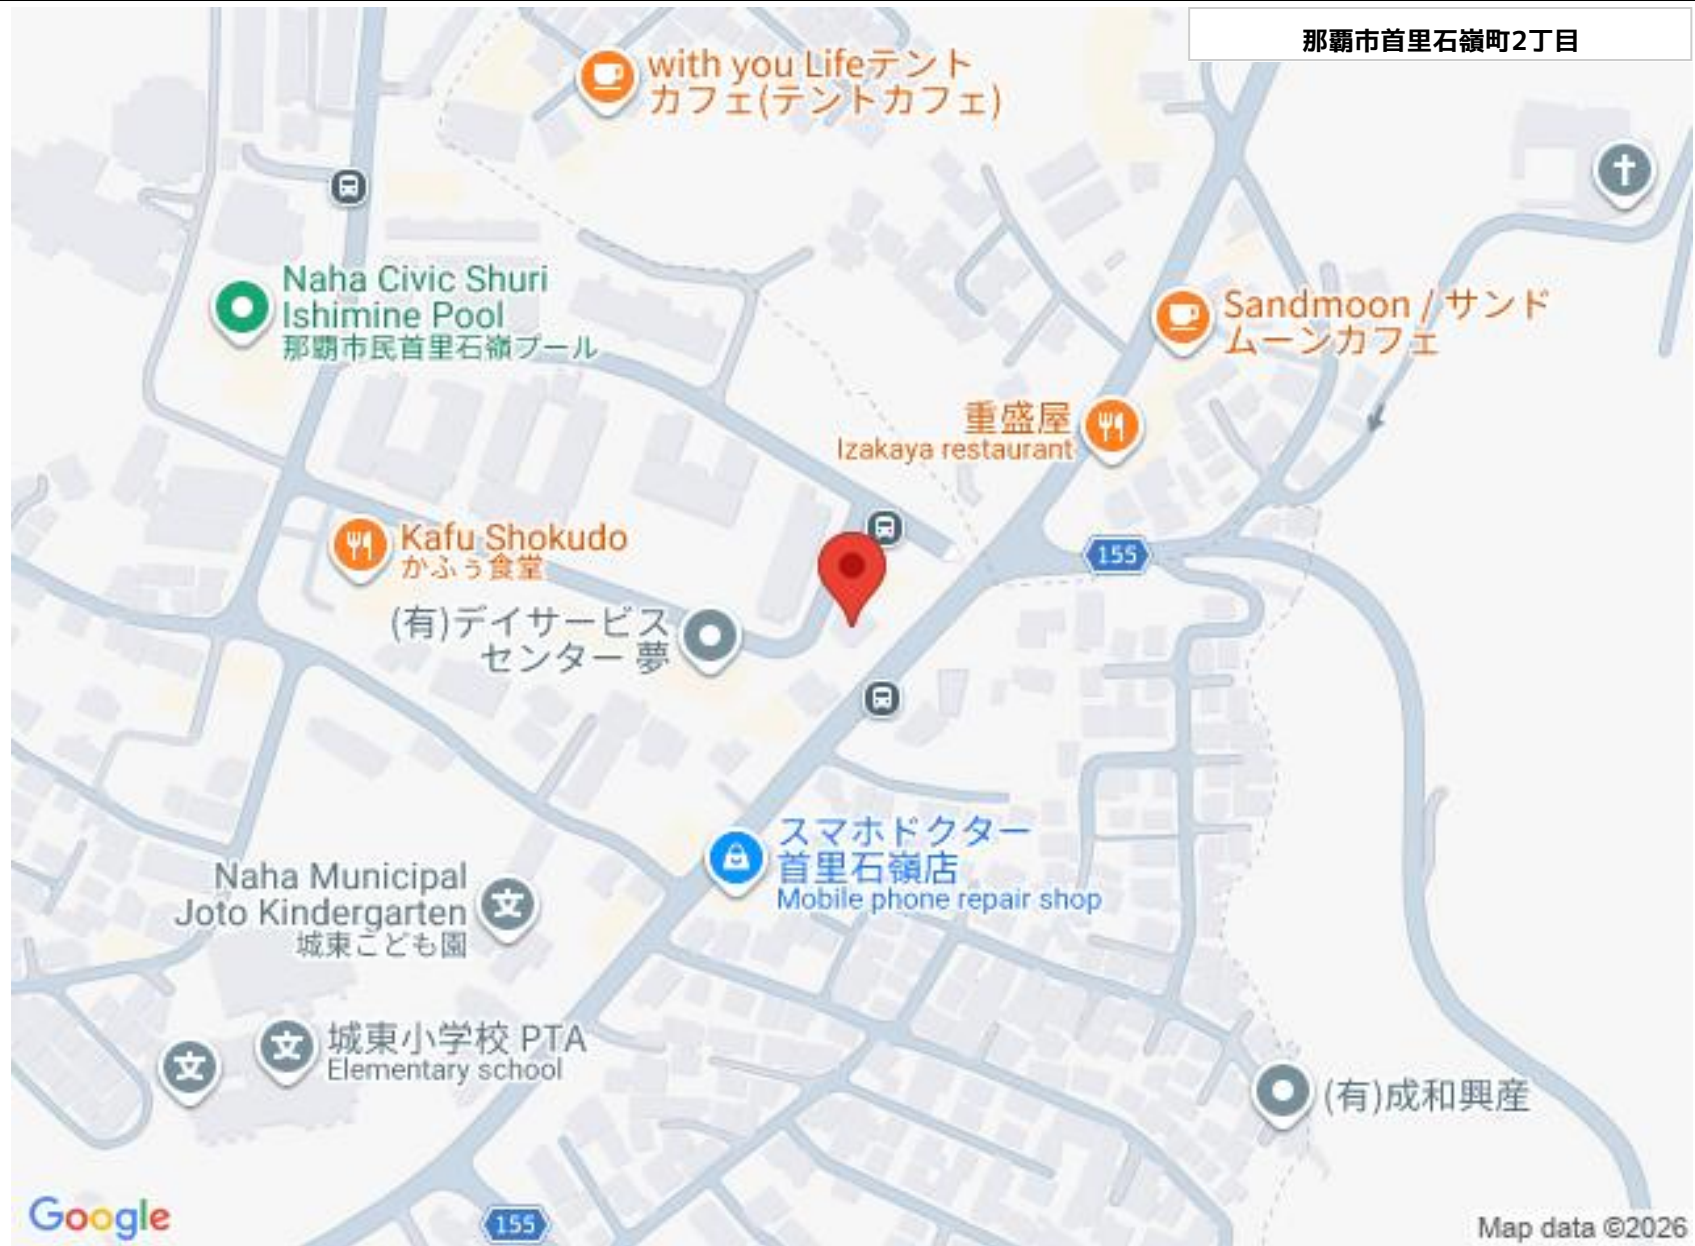 那覇市首里石嶺町2丁目
with you Lifeテント
カフェ(テントカフェ)
Naha Civic Shuri
Ishimine Pool
那覇市民首里石嶺プール
Sandmoon / サンド
ムーンカフェ
重盛屋
Izakaya restaurant
Kafu Shokudo
かふぅ食堂
155
(有)デイサービス
センター 夢
スマホドクター
首里石嶺店
Mobile phone repair shop
Naha Municipal
Joto Kindergarten
城東こども園
文
城東小学校 PTA
Elementary school
文
文
(有)成和興産
155
Google
Map data ©2026